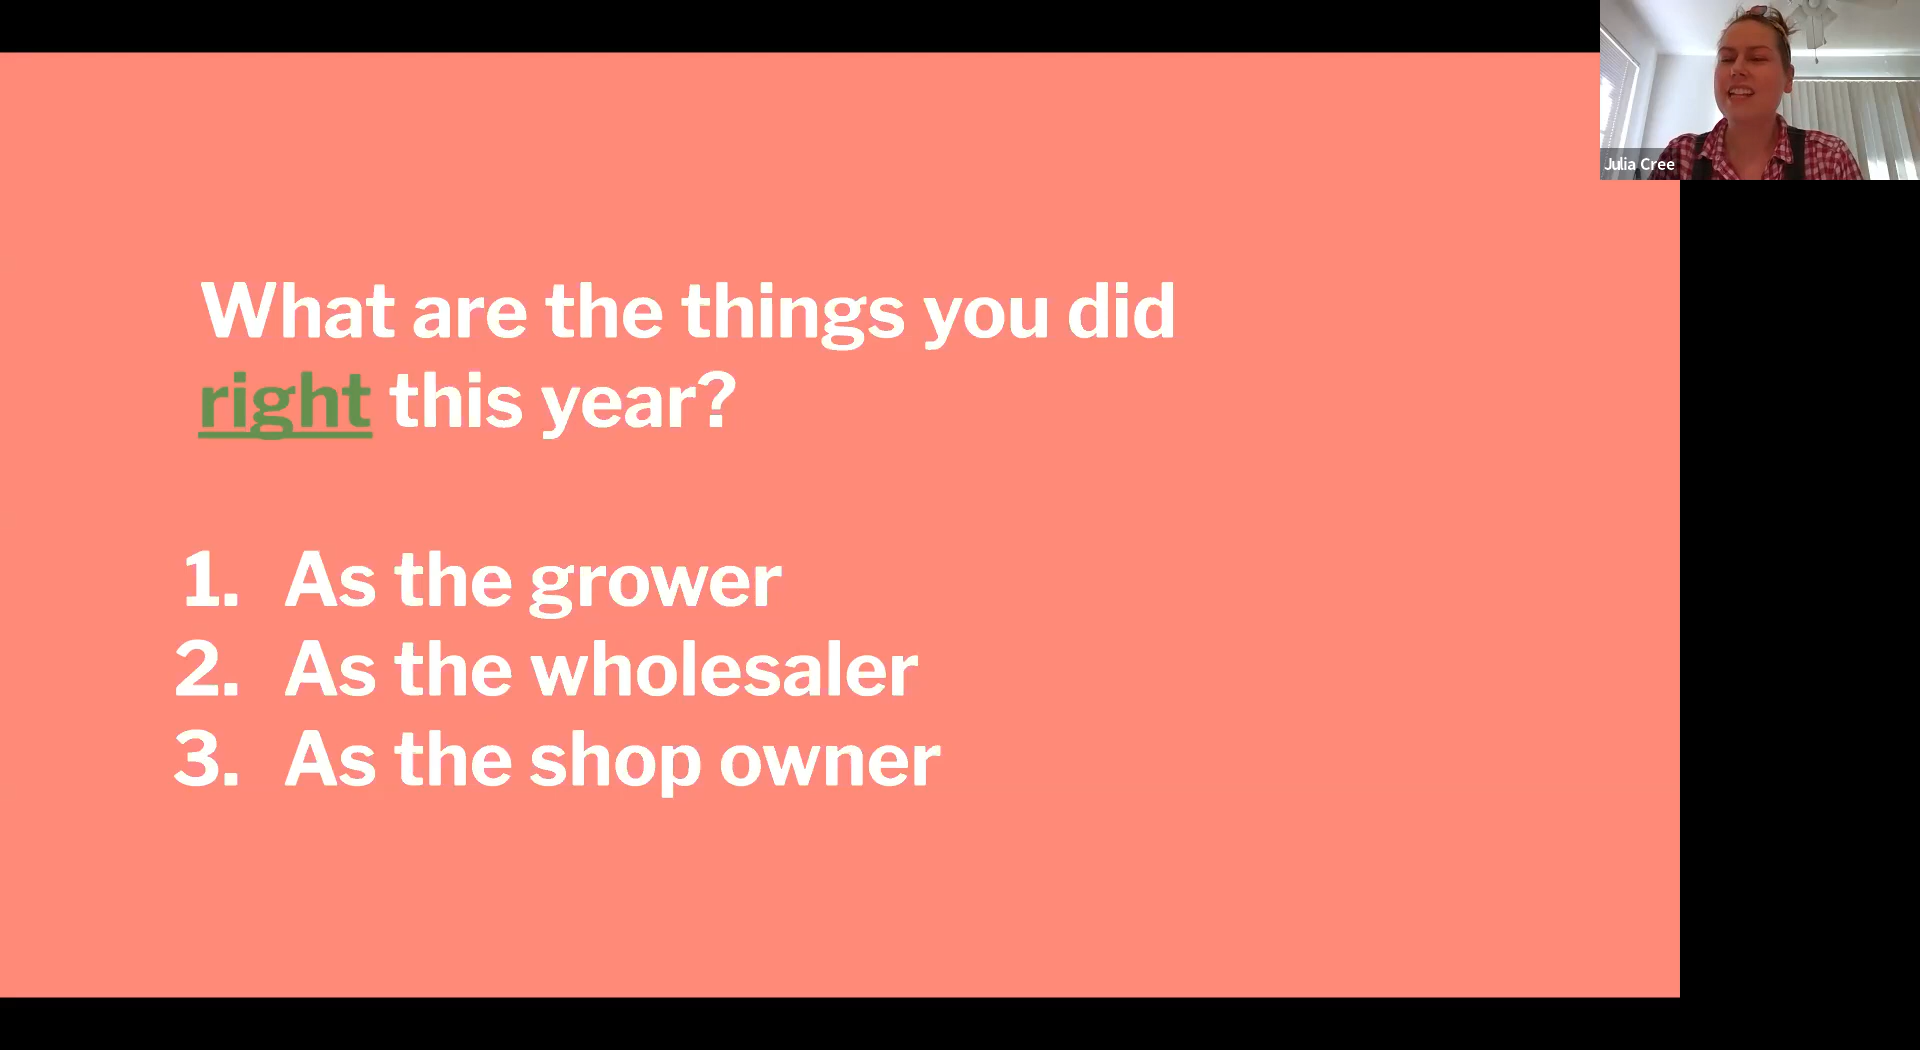 What are the things you did
right this year?
1. As the grower
2. As the wholesaler
3. As the shop owner
Julia Cree